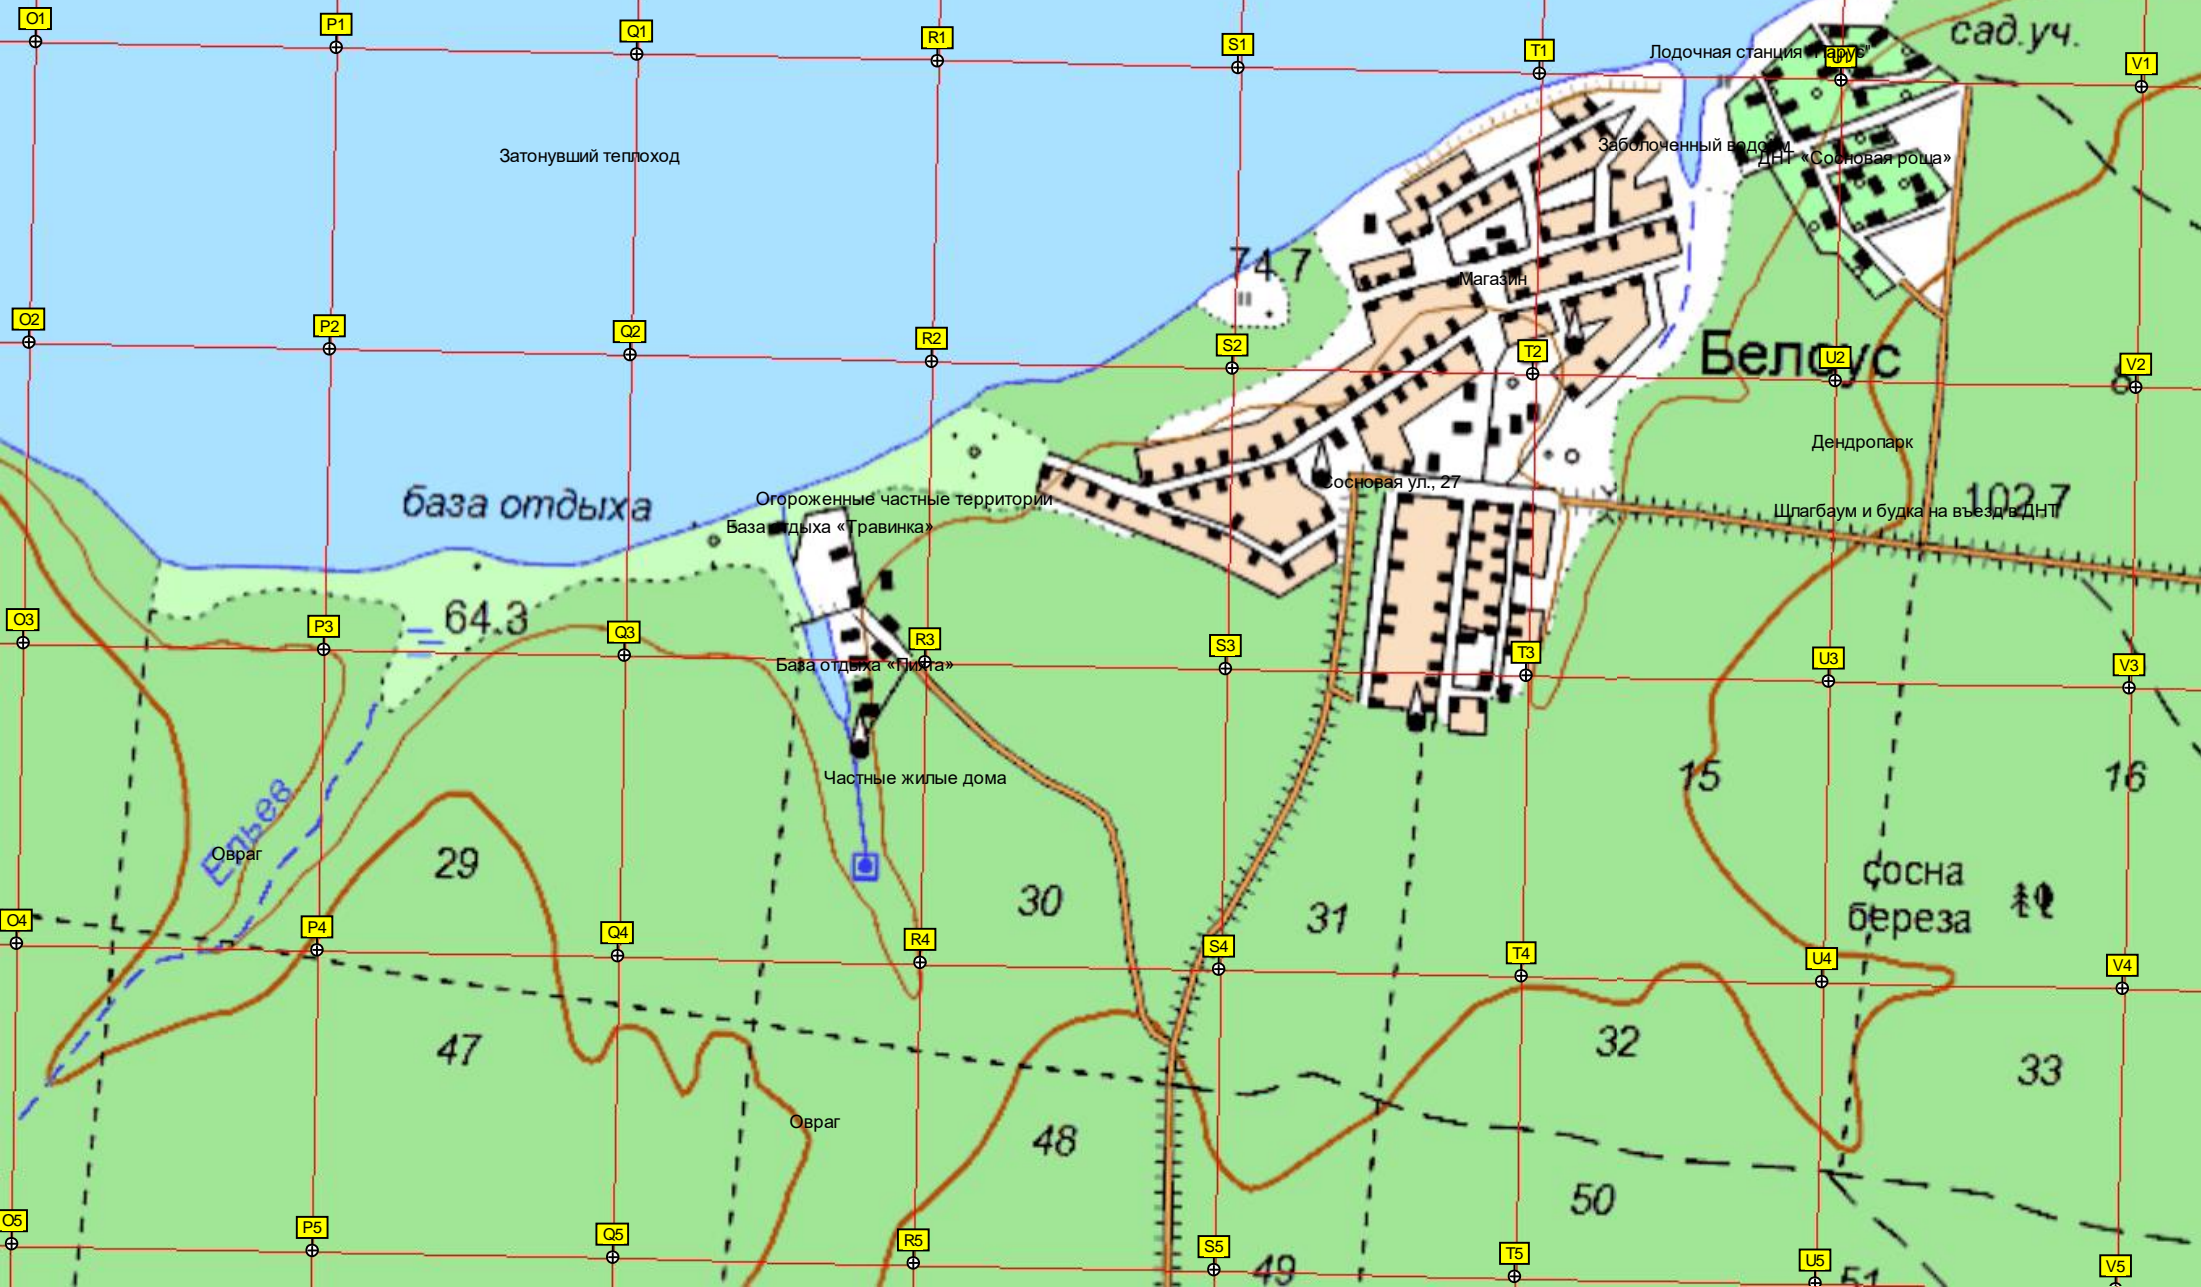 O1
P1
Q1
R1
S1
T1
U1
V1
сад.уч.
Лодочная станция "Парус"
Затонувший теплоход
Заболоченный водоём
ДНТ «Сосновая роща»
74.7
Магазин
O2
P2
Q2
R2
S2
T2
U2
V2
Белоус
8
Дендропарк
база отдыха
Огороженные частные территории
База отдыха «Травинка»
Сосновая ул., 27
102.7
Шлагбаум и будка на въезд в ДНТ
64.3
O3
P3
Q3
R3
S3
T3
U3
V3
База отдыха «Пихта»
Частные жилые дома
15
16
Ельев
Овраг
29
30
31
сосна
береза
O4
P4
Q4
R4
S4
T4
U4
V4
47
32
33
Овраг
48
50
O5
P5
Q5
R5
S5
T5
U5
V5
49
51